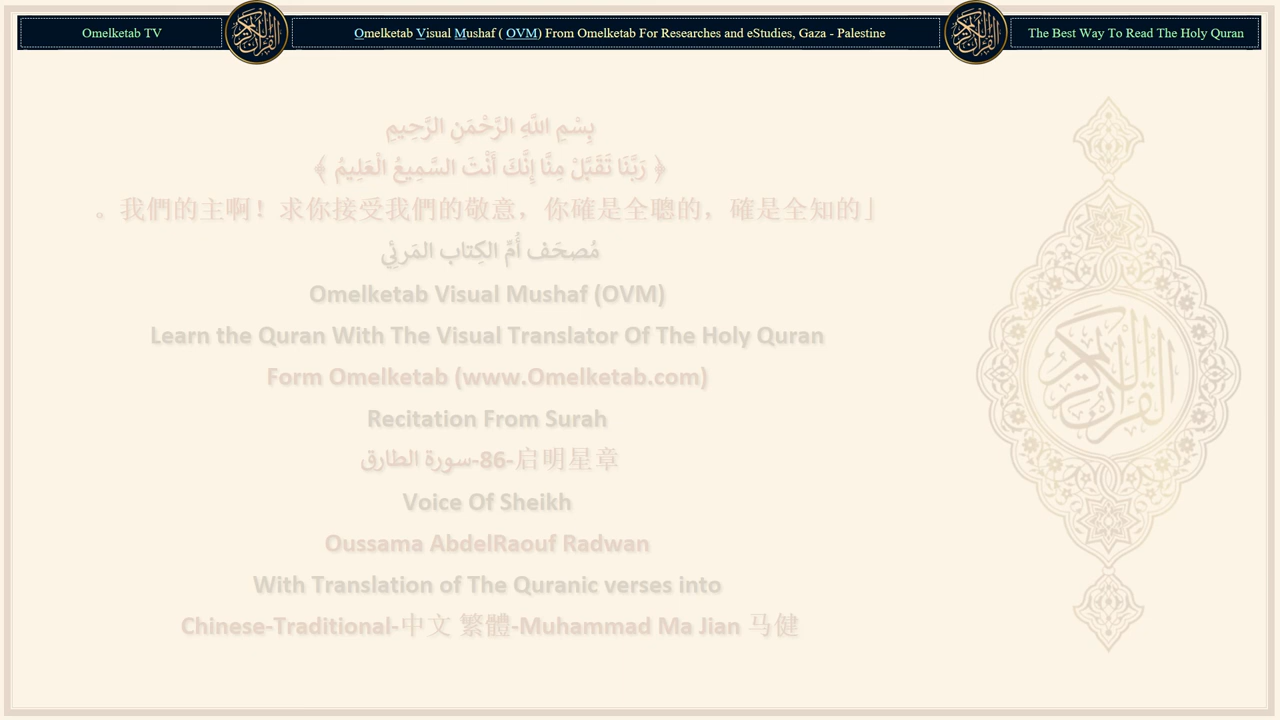 Omelketab TV
Omelketab Visual Mushaf ( OVM) From Omelketab For Researches and eStudies, Gaza - Palestine
The Best Way To Read The Holy Quran
بِسْمِ اللَّهِ الرَّحْمَنِ الرَّحِيمِ
﴿ رَبَّنَا تَقَبَّلْ مِنَّا إِنَّكَ أَنْتَ السَّمِيعُ الْعَلِيمُ ﴾
。我們的主啊！求你接受我們的敬意，你確是全聰的，確是全知的」
مُصحَف أُمِّ الكِتاب المَرئِي
Omelketab Visual Mushaf (OVM)
Learn the Quran With The Visual Translator Of The Holy Quran
Form Omelketab (www.Omelketab.com)
Recitation From Surah
سورة الطارق-86-启明星章
Voice Of Sheikh
Oussama AbdelRaouf Radwan
With Translation of The Quranic verses into
Chinese-Traditional-中文 繁體-Muhammad Ma Jian 马健